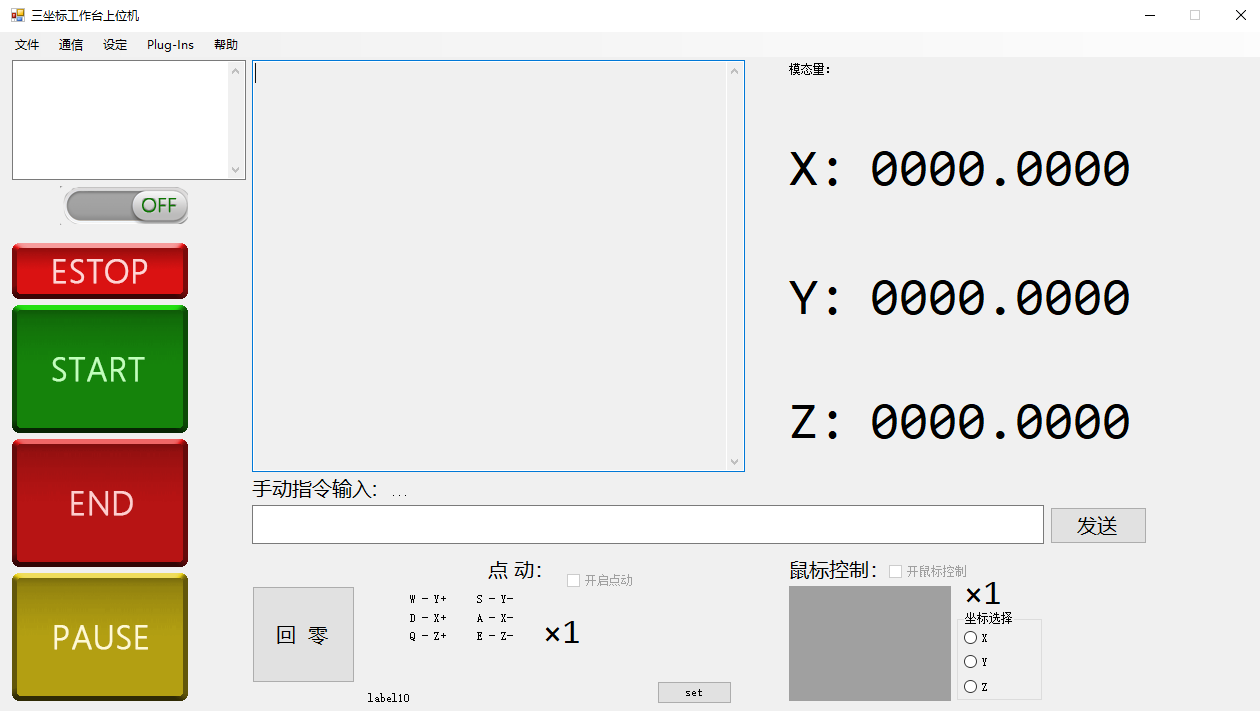 三坐标工作台上位机
文件 通信 设定 Plug-Ins 帮助
模态量：
OFF
ESTOP
START
END
PAUSE
X: 0000.0000
Y: 0000.0000
Z: 0000.0000
手动指令输入： ...
发送
点 动：
开启点动
回 零
W - Y+ S - Y-
D - X+ A - X-
Q - Z+ E - Z-
×1
label10
set
鼠标控制：
开鼠标控制
×1
坐标选择
X
Y
Z